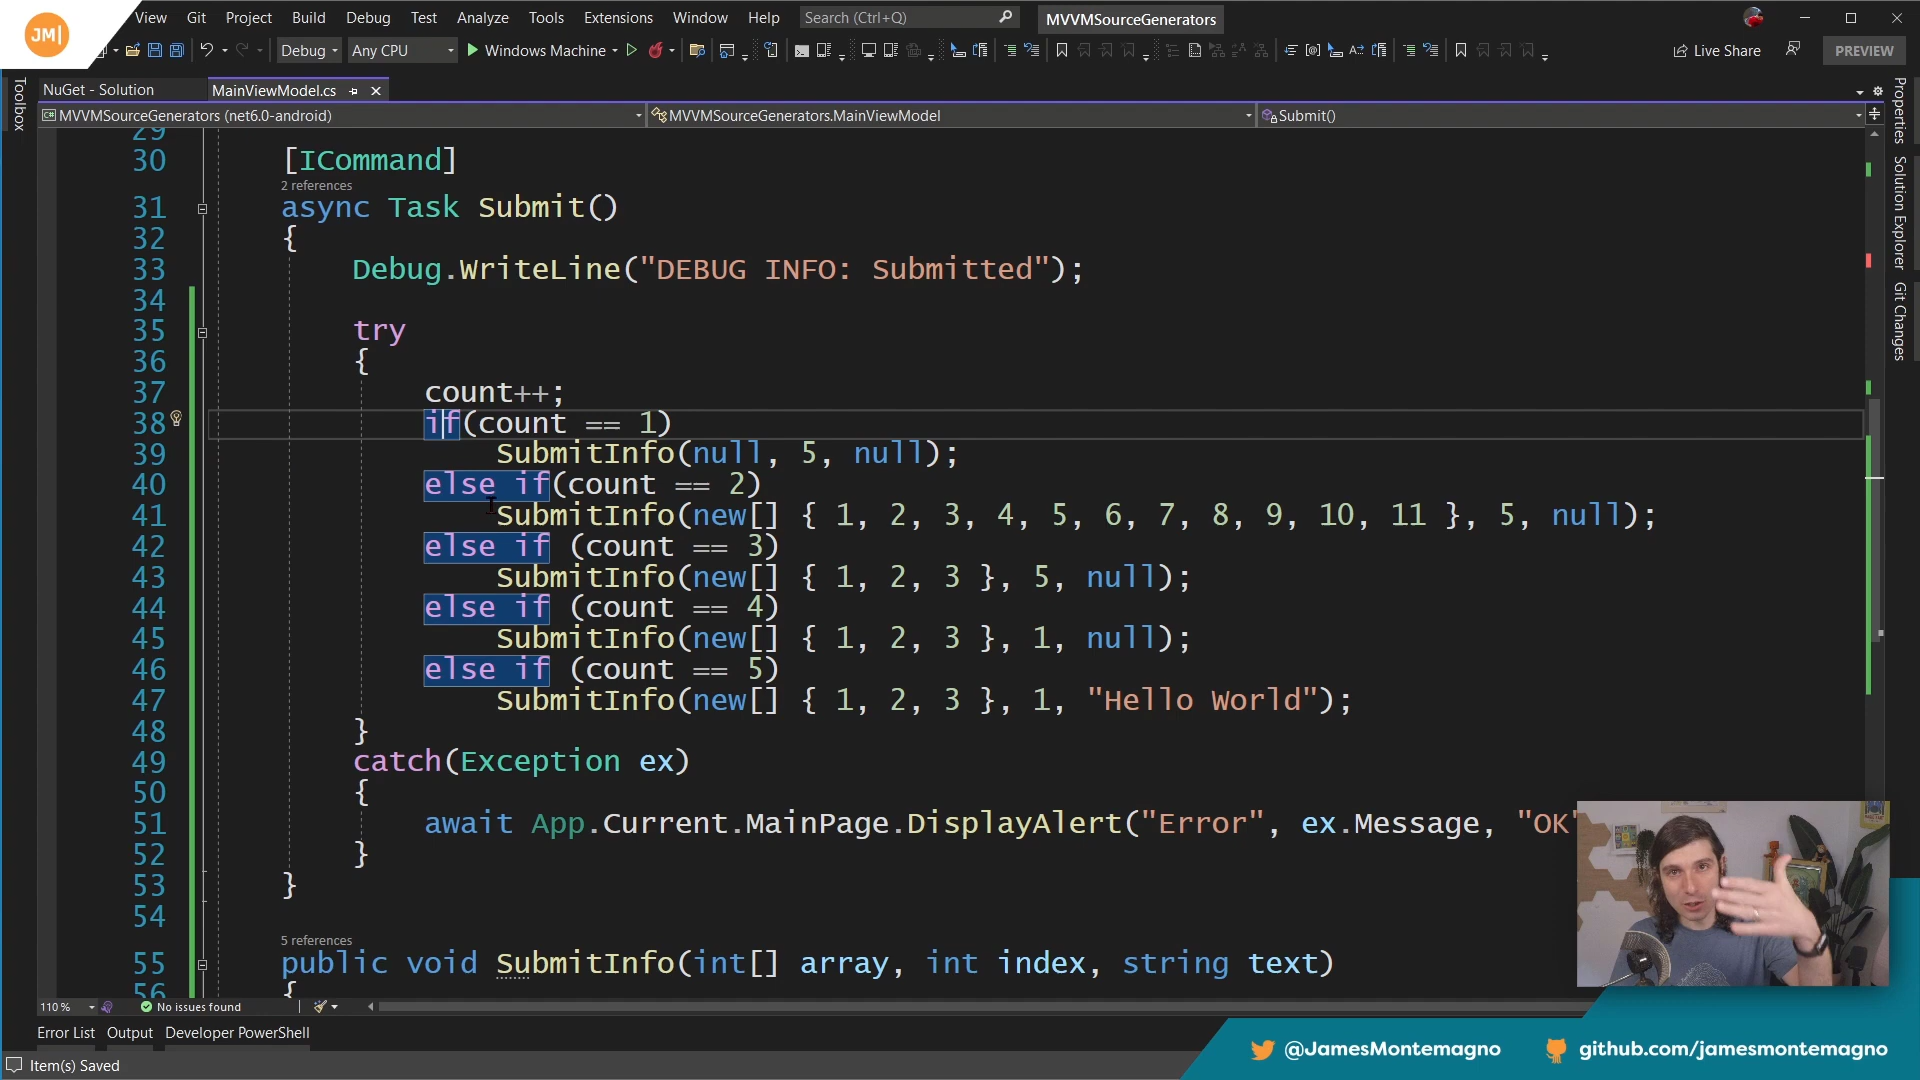 JM|
View Git Project Build Debug Test Analyze Tools Extensions Window Help Search (Ctrl+Q) MVVMSourceGenerators
Debug Any CPU Windows Machine Live Share PREVIEW
Toolbox
NuGet - Solution MainViewModel.cs
MVVMSourceGenerators (net6.0-android) MVVMSourceGenerators.MainViewModel Submit()
Properties
Solution Explorer
Git Changes
29
30 [ICommand]
2 references
31 async Task Submit()
32 {
33 Debug.WriteLine("DEBUG INFO: Submitted");
34
35 try
36 {
37 count++;
38 if(count == 1)
39 SubmitInfo(null, 5, null);
40 else if(count == 2)
41 SubmitInfo(new[] { 1, 2, 3, 4, 5, 6, 7, 8, 9, 10, 11 }, 5, null);
42 else if (count == 3)
43 SubmitInfo(new[] { 1, 2, 3 }, 5, null);
44 else if (count == 4)
45 SubmitInfo(new[] { 1, 2, 3 }, 1, null);
46 else if (count == 5)
47 SubmitInfo(new[] { 1, 2, 3 }, 1, "Hello World");
48 }
49 catch(Exception ex)
50 {
51 await App.Current.MainPage.DisplayAlert("Error", ex.Message, "OK"
52 }
53 }
54
5 references
55 public void SubmitInfo(int[] array, int index, string text)
56 {
110 % No issues found
Error List Output Developer PowerShell
Item(s) Saved
@JamesMontemagno github.com/jamesmontemagno